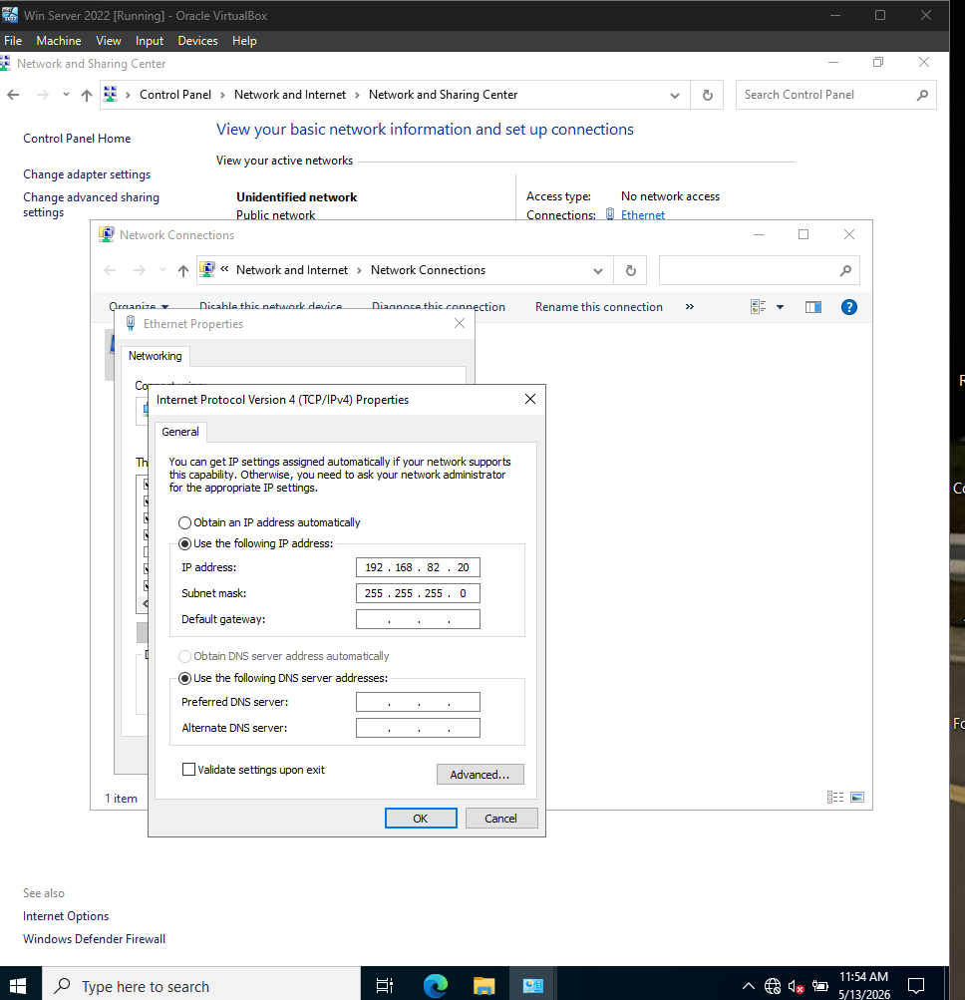 Win Server 2022 [Running] - Oracle VirtualBox
File Machine View Input Devices Help
Network and Sharing Center
Control Panel > Network and Internet > Network and Sharing Center
Search Control Panel
Control Panel Home
Change adapter settings
Change advanced sharing
settings
View your basic network information and set up connections
View your active networks
Unidentified network
Public network
Access type: No network access
Connections: Ethernet
Network Connections
« Network and Internet > Network Connections
Organize Disable this network device Diagnose this connection Rename this connection »
Ethernet Properties
Networking
Internet Protocol Version 4 (TCP/IPv4) Properties
General
You can get IP settings assigned automatically if your network supports
this capability. Otherwise, you need to ask your network administrator
for the appropriate IP settings.
Obtain an IP address automatically
Use the following IP address:
IP address: 192 . 168 . 82 . 20
Subnet mask: 255 . 255 . 255 . 0
Default gateway: . . .
Obtain DNS server address automatically
Use the following DNS server addresses:
Preferred DNS server: . . .
Alternate DNS server: . . .
Validate settings upon exit
Advanced...
OK Cancel
1 item
See also
Internet Options
Windows Defender Firewall
Type here to search
11:54 AM
5/13/2026